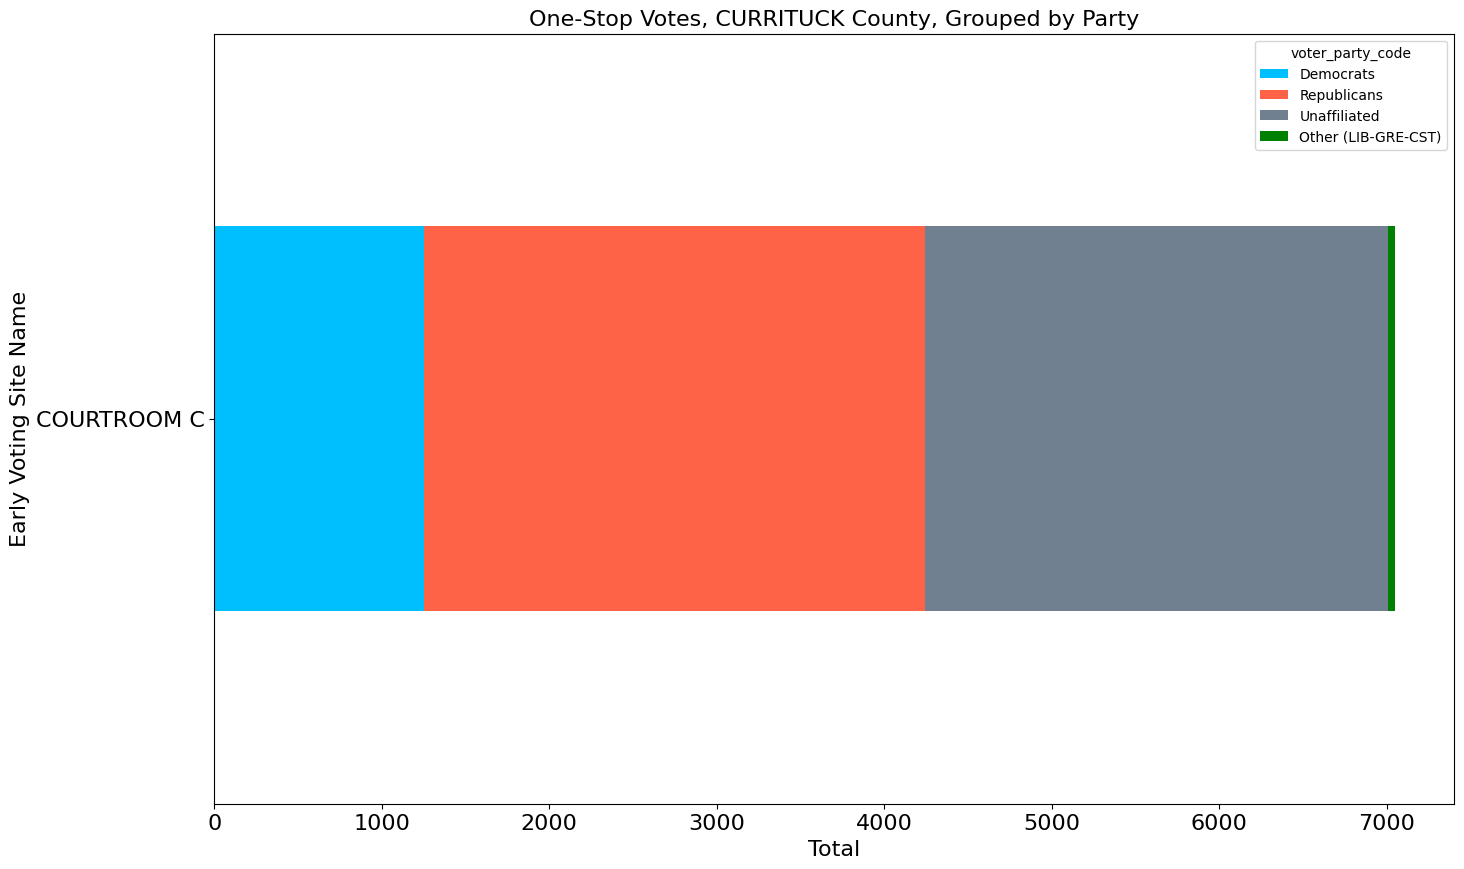 One-Stop Votes, CURRITUCK County, Grouped by Party
voter_party_code
Democrats
Republicans
Unaffiliated
Other (LIB-GRE-CST)
Early Voting Site Name
COURTROOM C
0 1000 2000 3000 4000 5000 6000 7000
Total